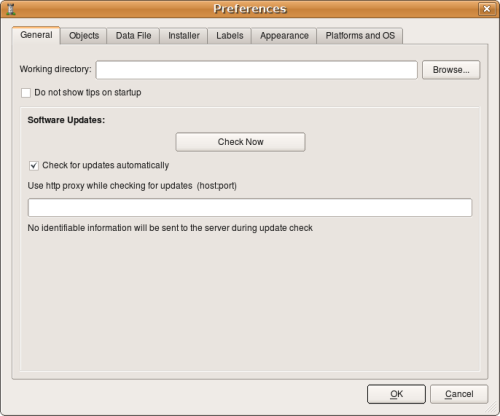 Preferences
General Objects Data File Installer Labels Appearance Platforms and OS
Working directory: Browse...
Do not show tips on startup
Software Updates:
Check Now
Check for updates automatically
Use http proxy while checking for updates (host:port)
No identifiable information will be sent to the server during update check
OK Cancel